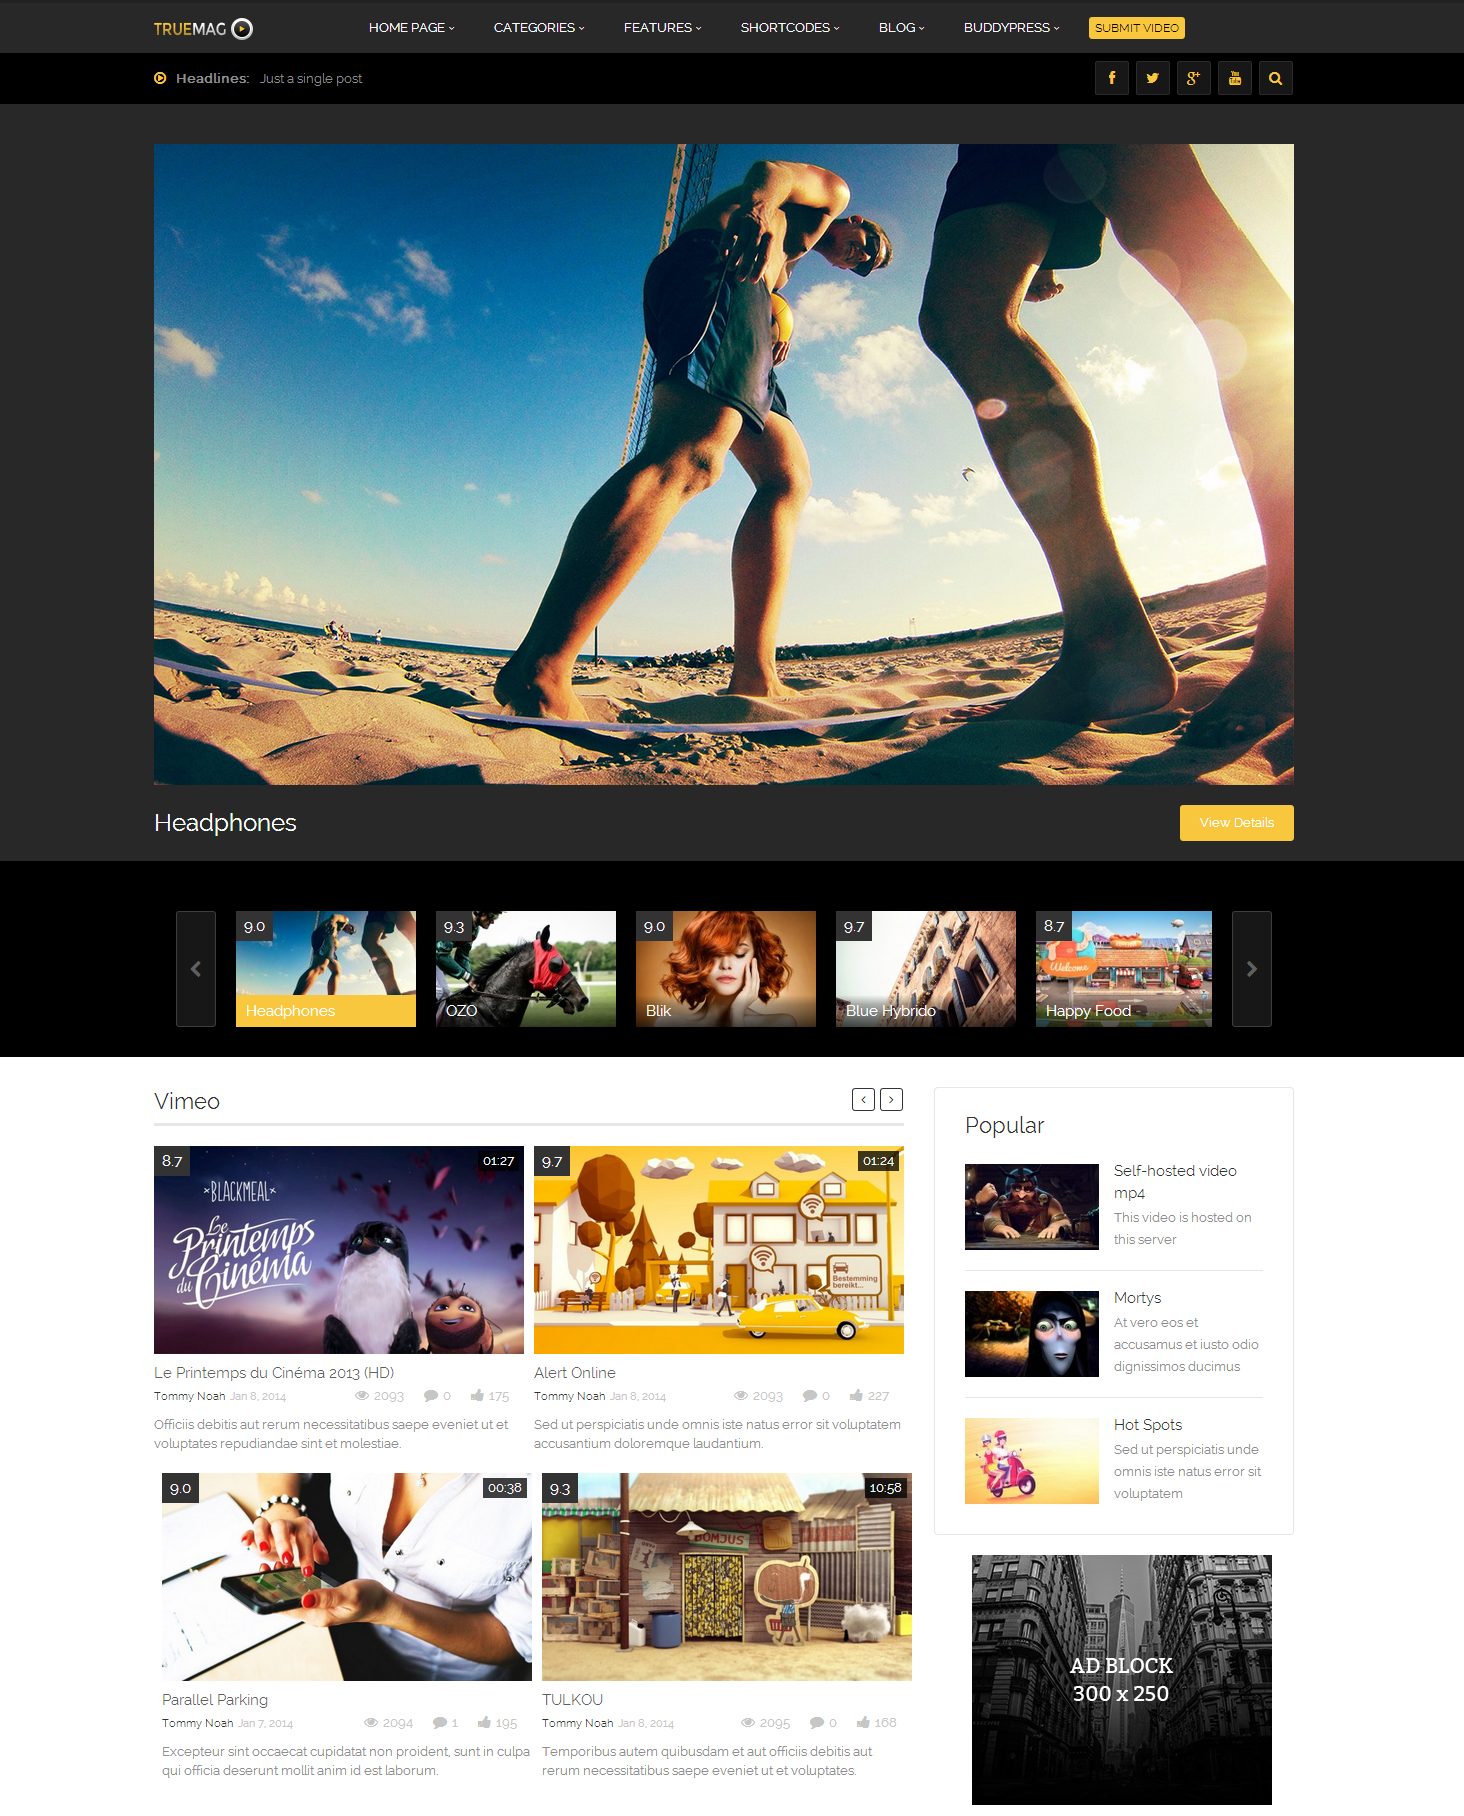 TRUEMAG
HOME PAGE
CATEGORIES
FEATURES
SHORTCODES
BLOG
BUDDYPRESS
SUBMIT VIDEO
Headlines: Just a single post
Headphones
View Details
9.0
Headphones
9.3
OZO
9.0
Blik
9.7
Blue Hybrido
8.7
Welcome
Happy Food
Vimeo
8.7
01:27
BLACKMEAL
Le
Printemps
du Cinéma
Le Printemps du Cinéma 2013 (HD)
Tommy Noah Jan 8, 2014 2093 0 175
Officiis debitis aut rerum necessitatibus saepe eveniet ut et
voluptates repudiandae sint et molestiae.
9.7
01:24
Bestemming
bereikt...
Alert Online
Tommy Noah Jan 8, 2014 2093 0 227
Sed ut perspiciatis unde omnis iste natus error sit voluptatem
accusantium doloremque laudantium.
9.0
00:38
Parallel Parking
Tommy Noah Jan 7, 2014 2094 1 195
Excepteur sint occaecat cupidatat non proident, sunt in culpa
qui officia deserunt mollit anim id est laborum.
9.3
10:58
BOMJUS
TULKOU
Tommy Noah Jan 8, 2014 2095 0 168
Temporibus autem quibusdam et aut officiis debitis aut
rerum necessitatibus saepe eveniet ut et voluptates.
Popular
Self-hosted video
mp4
This video is hosted on
this server
Mortys
At vero eos et
accusamus et iusto odio
dignissimos ducimus
Hot Spots
Sed ut perspiciatis unde
omnis iste natus error sit
voluptatem
AD BLOCK
300 x 250